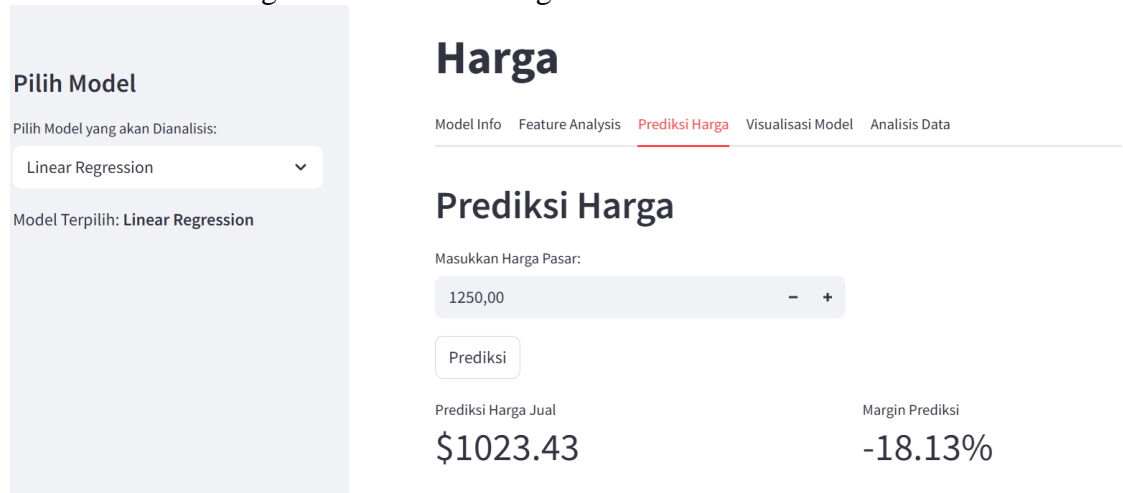 Pilih Model
Pilih Model yang akan Dianalisis:
Linear Regression
Model Terpilih: Linear Regression
Harga
Model Info Feature Analysis Prediksi Harga Visualisasi Model Analisis Data
Prediksi Harga
Masukkan Harga Pasar:
1250,00 - +
Prediksi
Prediksi Harga Jual Margin Prediksi
$1023.43 -18.13%